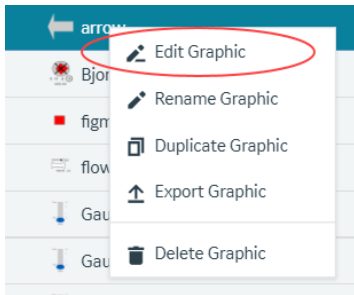 arrow
Edit Graphic
Bjor
Rename Graphic
figm
Duplicate Graphic
flow
Export Graphic
Gau
Delete Graphic
Gau